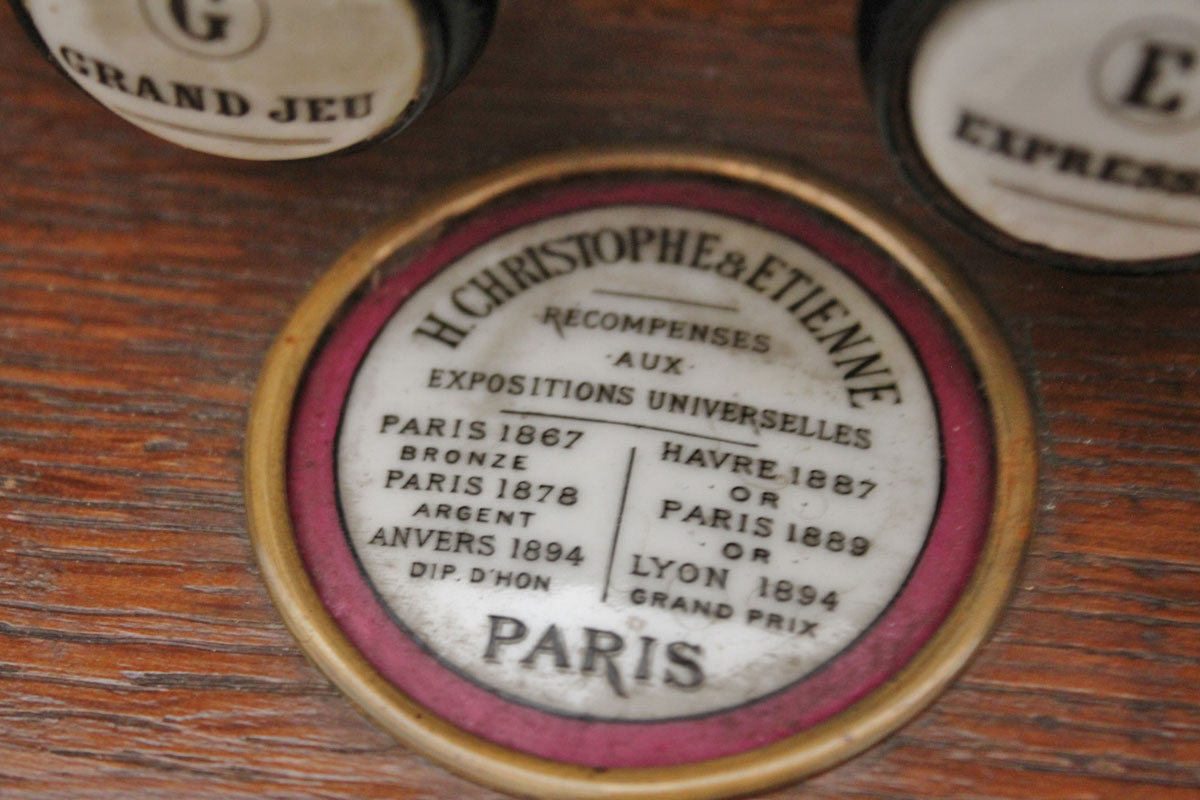 G
GRAND JEU
E
EXPRESS
H. CHRISTOPHE & ETIENNE
RÉCOMPENSES
AUX
EXPOSITIONS UNIVERSELLES
PARIS 1867
BRONZE
PARIS 1878
ARGENT
ANVERS 1894
DIP. D'HON
HAVRE 1887
OR
PARIS 1889
OR
LYON 1894
GRAND PRIX
PARIS